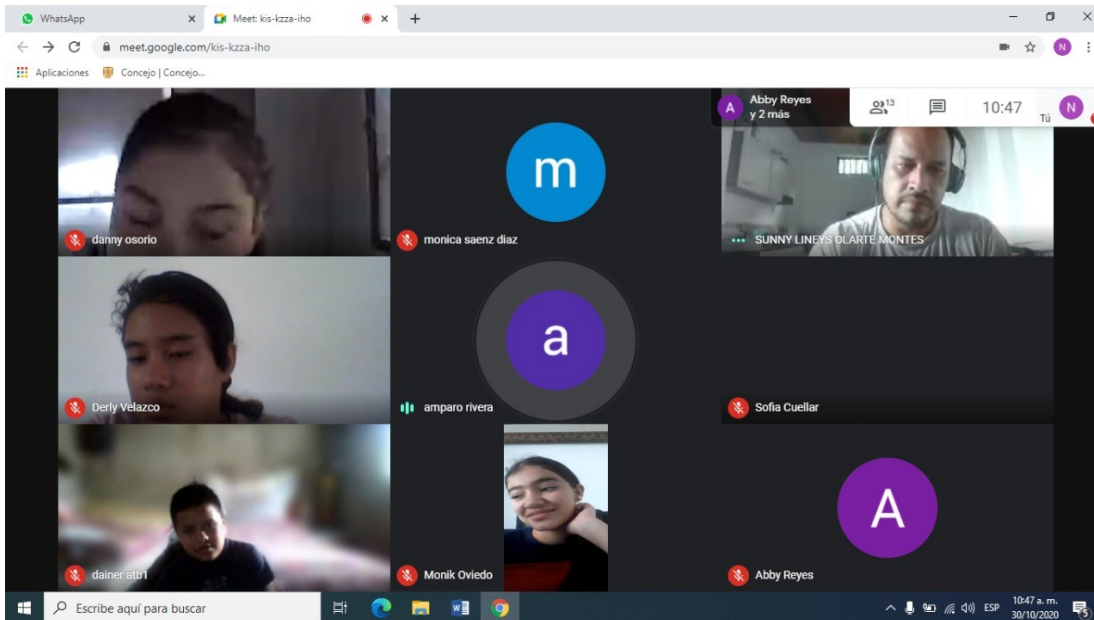 WhatsApp
Meet: kis-kzza-iho
meet.google.com/kis-kzza-iho
N
Aplicaciones
Concejo | Concejo...
A
Abby Reyes
y 2 más
13
10:47
Tú
N
danny osorio
m
monica saenz diaz
SUNNY LINEYS OLARTE MONTES
Derly Velazco
a
amparo rivera
Sofia Cuellar
dainer atb1
Monik Oviedo
A
Abby Reyes
Escribe aquí para buscar
ESP
10:47 a. m.
30/10/2020
5